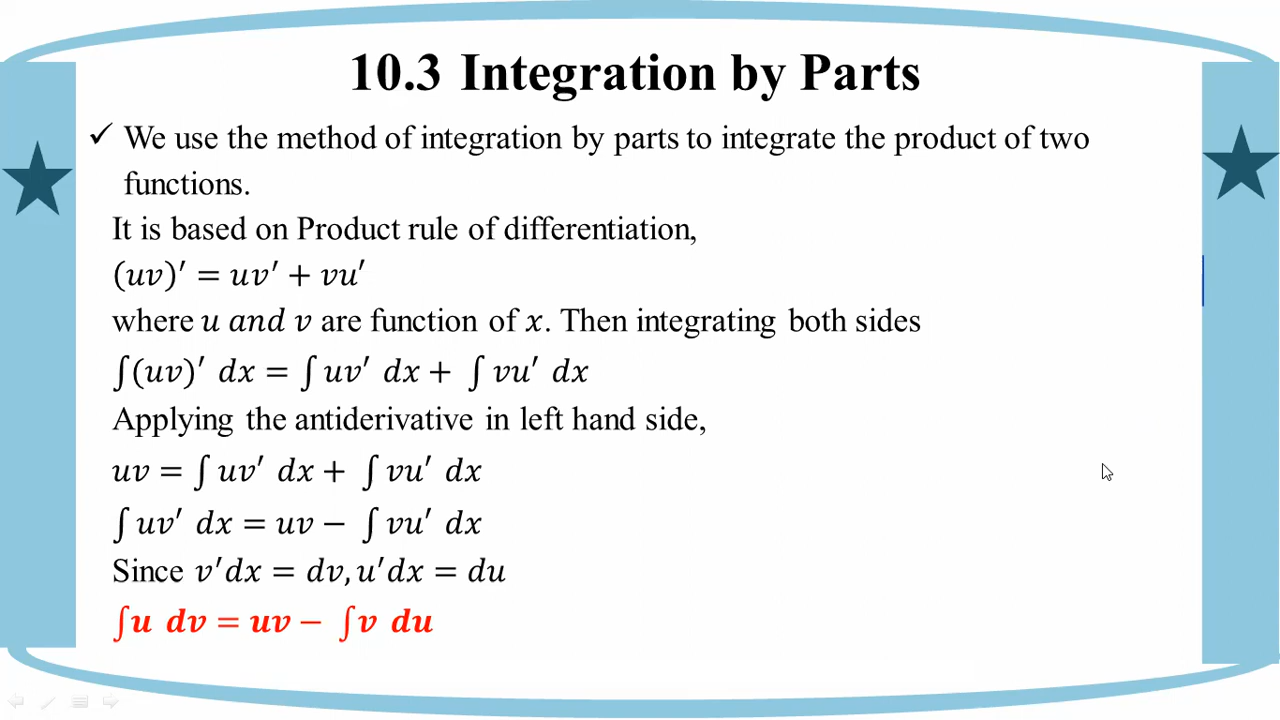 10.3 Integration by Parts
✓ We use the method of integration by parts to integrate the product of two
functions.
It is based on Product rule of differentiation,
(𝑢𝑣)′ = 𝑢𝑣′ + 𝑣𝑢′
where 𝑢 𝑎𝑛𝑑 𝑣 are function of 𝑥. Then integrating both sides
∫(𝑢𝑣)′ 𝑑𝑥 = ∫ 𝑢𝑣′ 𝑑𝑥 + ∫ 𝑣𝑢′ 𝑑𝑥
Applying the antiderivative in left hand side,
𝑢𝑣 = ∫ 𝑢𝑣′ 𝑑𝑥 + ∫ 𝑣𝑢′ 𝑑𝑥
∫ 𝑢𝑣′ 𝑑𝑥 = 𝑢𝑣 − ∫ 𝑣𝑢′ 𝑑𝑥
Since 𝑣′𝑑𝑥 = 𝑑𝑣, 𝑢′𝑑𝑥 = 𝑑𝑢
∫ 𝒖 𝒅𝒗 = 𝒖𝒗 − ∫ 𝒗 𝒅𝒖